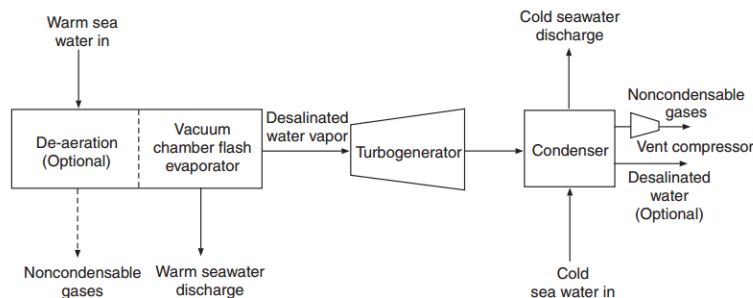 Warm sea
water in
Cold seawater
discharge
De-aeration
(Optional)
Vacuum
chamber flash
evaporator
Desalinated
water vapor
Turbogenerator
Condenser
Noncondensable
gases
Vent compressor
Desalinated
water
(Optional)
Noncondensable
gases
Warm seawater
discharge
Cold
sea water in